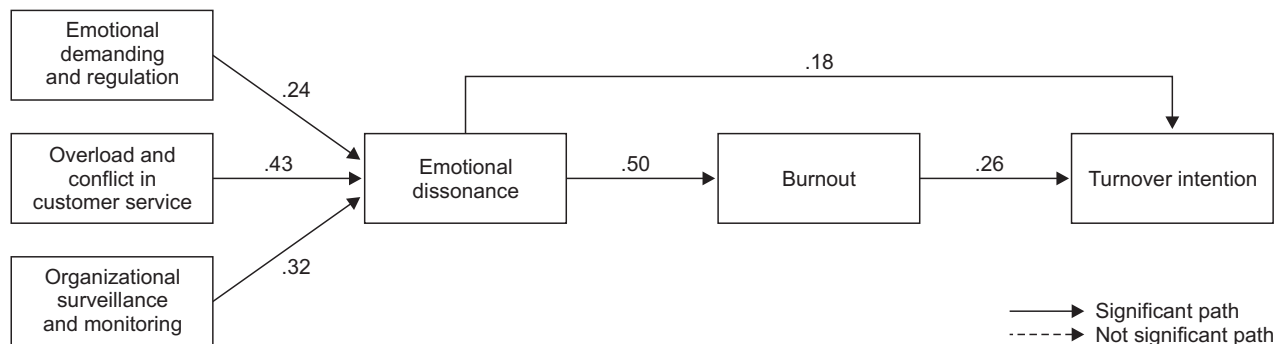 Emotional
demanding
and regulation
.24
Overload and
conflict in
customer service
.43
Organizational
surveillance
and monitoring
.32
Emotional
dissonance
.50
.18
Burnout
.26
Turnover intention
Significant path
Not significant path